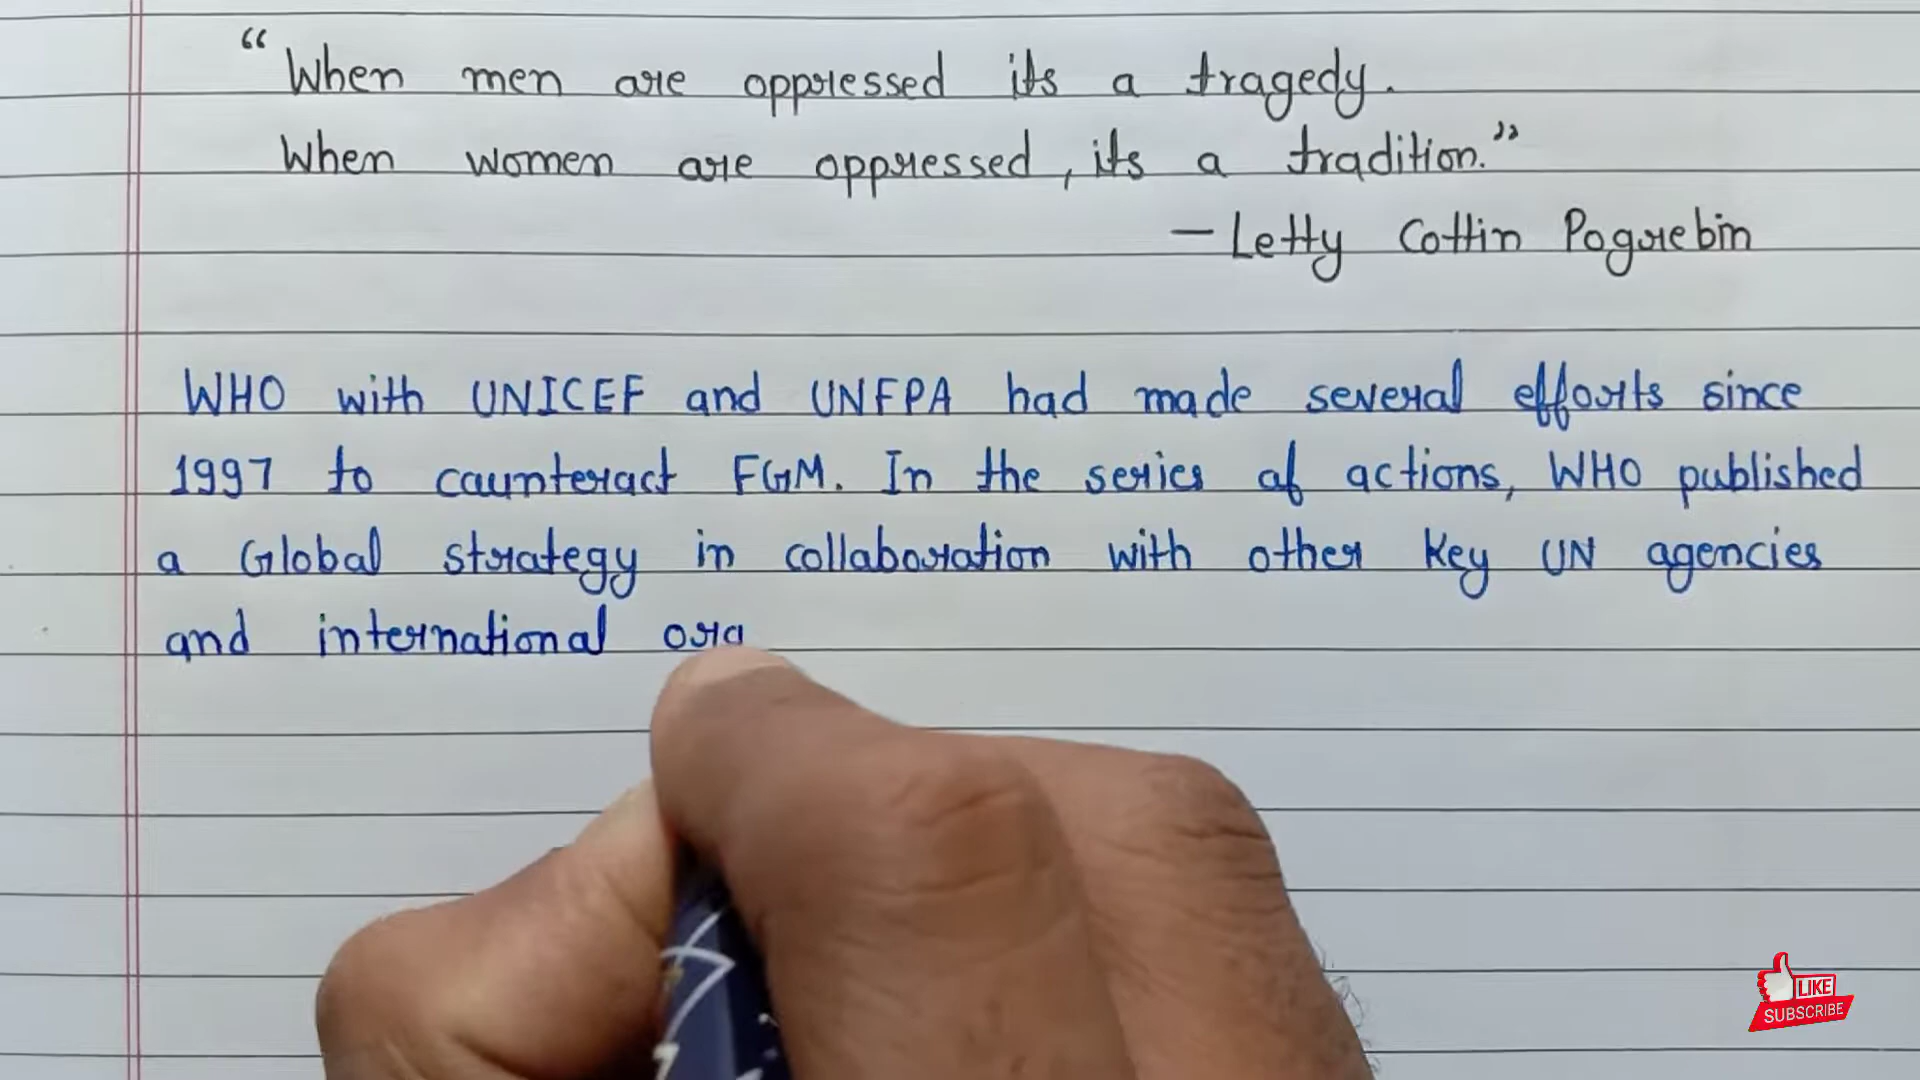 “When men are oppressed its a tragedy.
When women are oppressed, its a tradition.”
– Letty Cottin Pogrebin
WHO with UNICEF and UNFPA had made several efforts since
1997 to counteract FGM. In the series of actions, WHO published
a Global strategy in collaboration with other key UN agencies
and international
LIKE
SUBSCRIBE